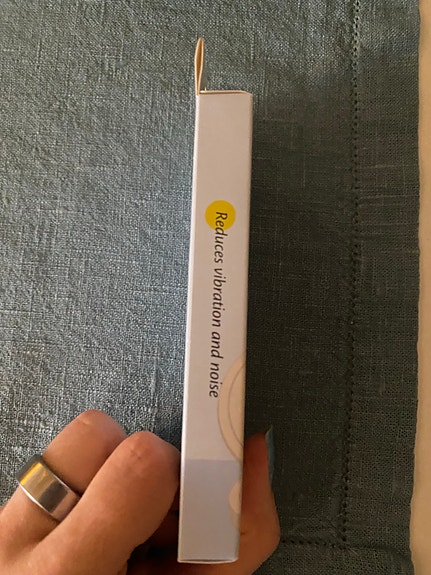 Reduces vibration and noise